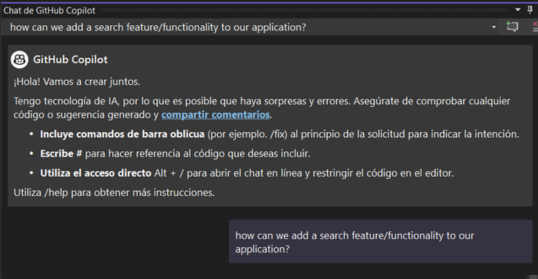 Chat de GitHub Copilot
how can we add a search feature/functionality to our application?
GitHub Copilot
¡Hola! Vamos a crear juntos.
Tengo tecnología de IA, por lo que es posible que haya sorpresas y errores. Asegúrate de comprobar cualquier
código o sugerencia generado y compartir comentarios.
• Incluye comandos de barra oblicua (por ejemplo. /fix) al principio de la solicitud para indicar la intención.
• Escribe # para hacer referencia al código que deseas incluir.
• Utiliza el acceso directo Alt + / para abrir el chat en línea y restringir el código en el editor.
Utiliza /help para obtener más instrucciones.
how can we add a search feature/functionality to our
application?